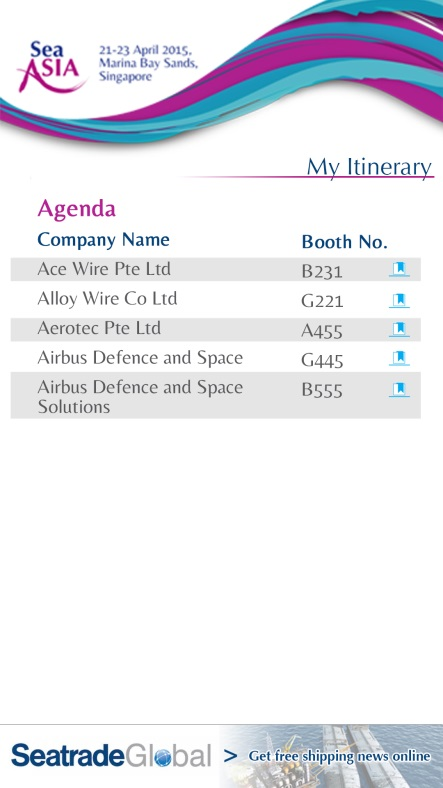 Sea
ASIA
21-23 April 2015,
Marina Bay Sands,
Singapore
My Itinerary
Agenda
Company Name Booth No.
Ace Wire Pte Ltd B231
Alloy Wire Co Ltd G221
Aerotec Pte Ltd A455
Airbus Defence and Space G445
Airbus Defence and Space B555
Solutions
SeatradeGlobal > Get free shipping news online